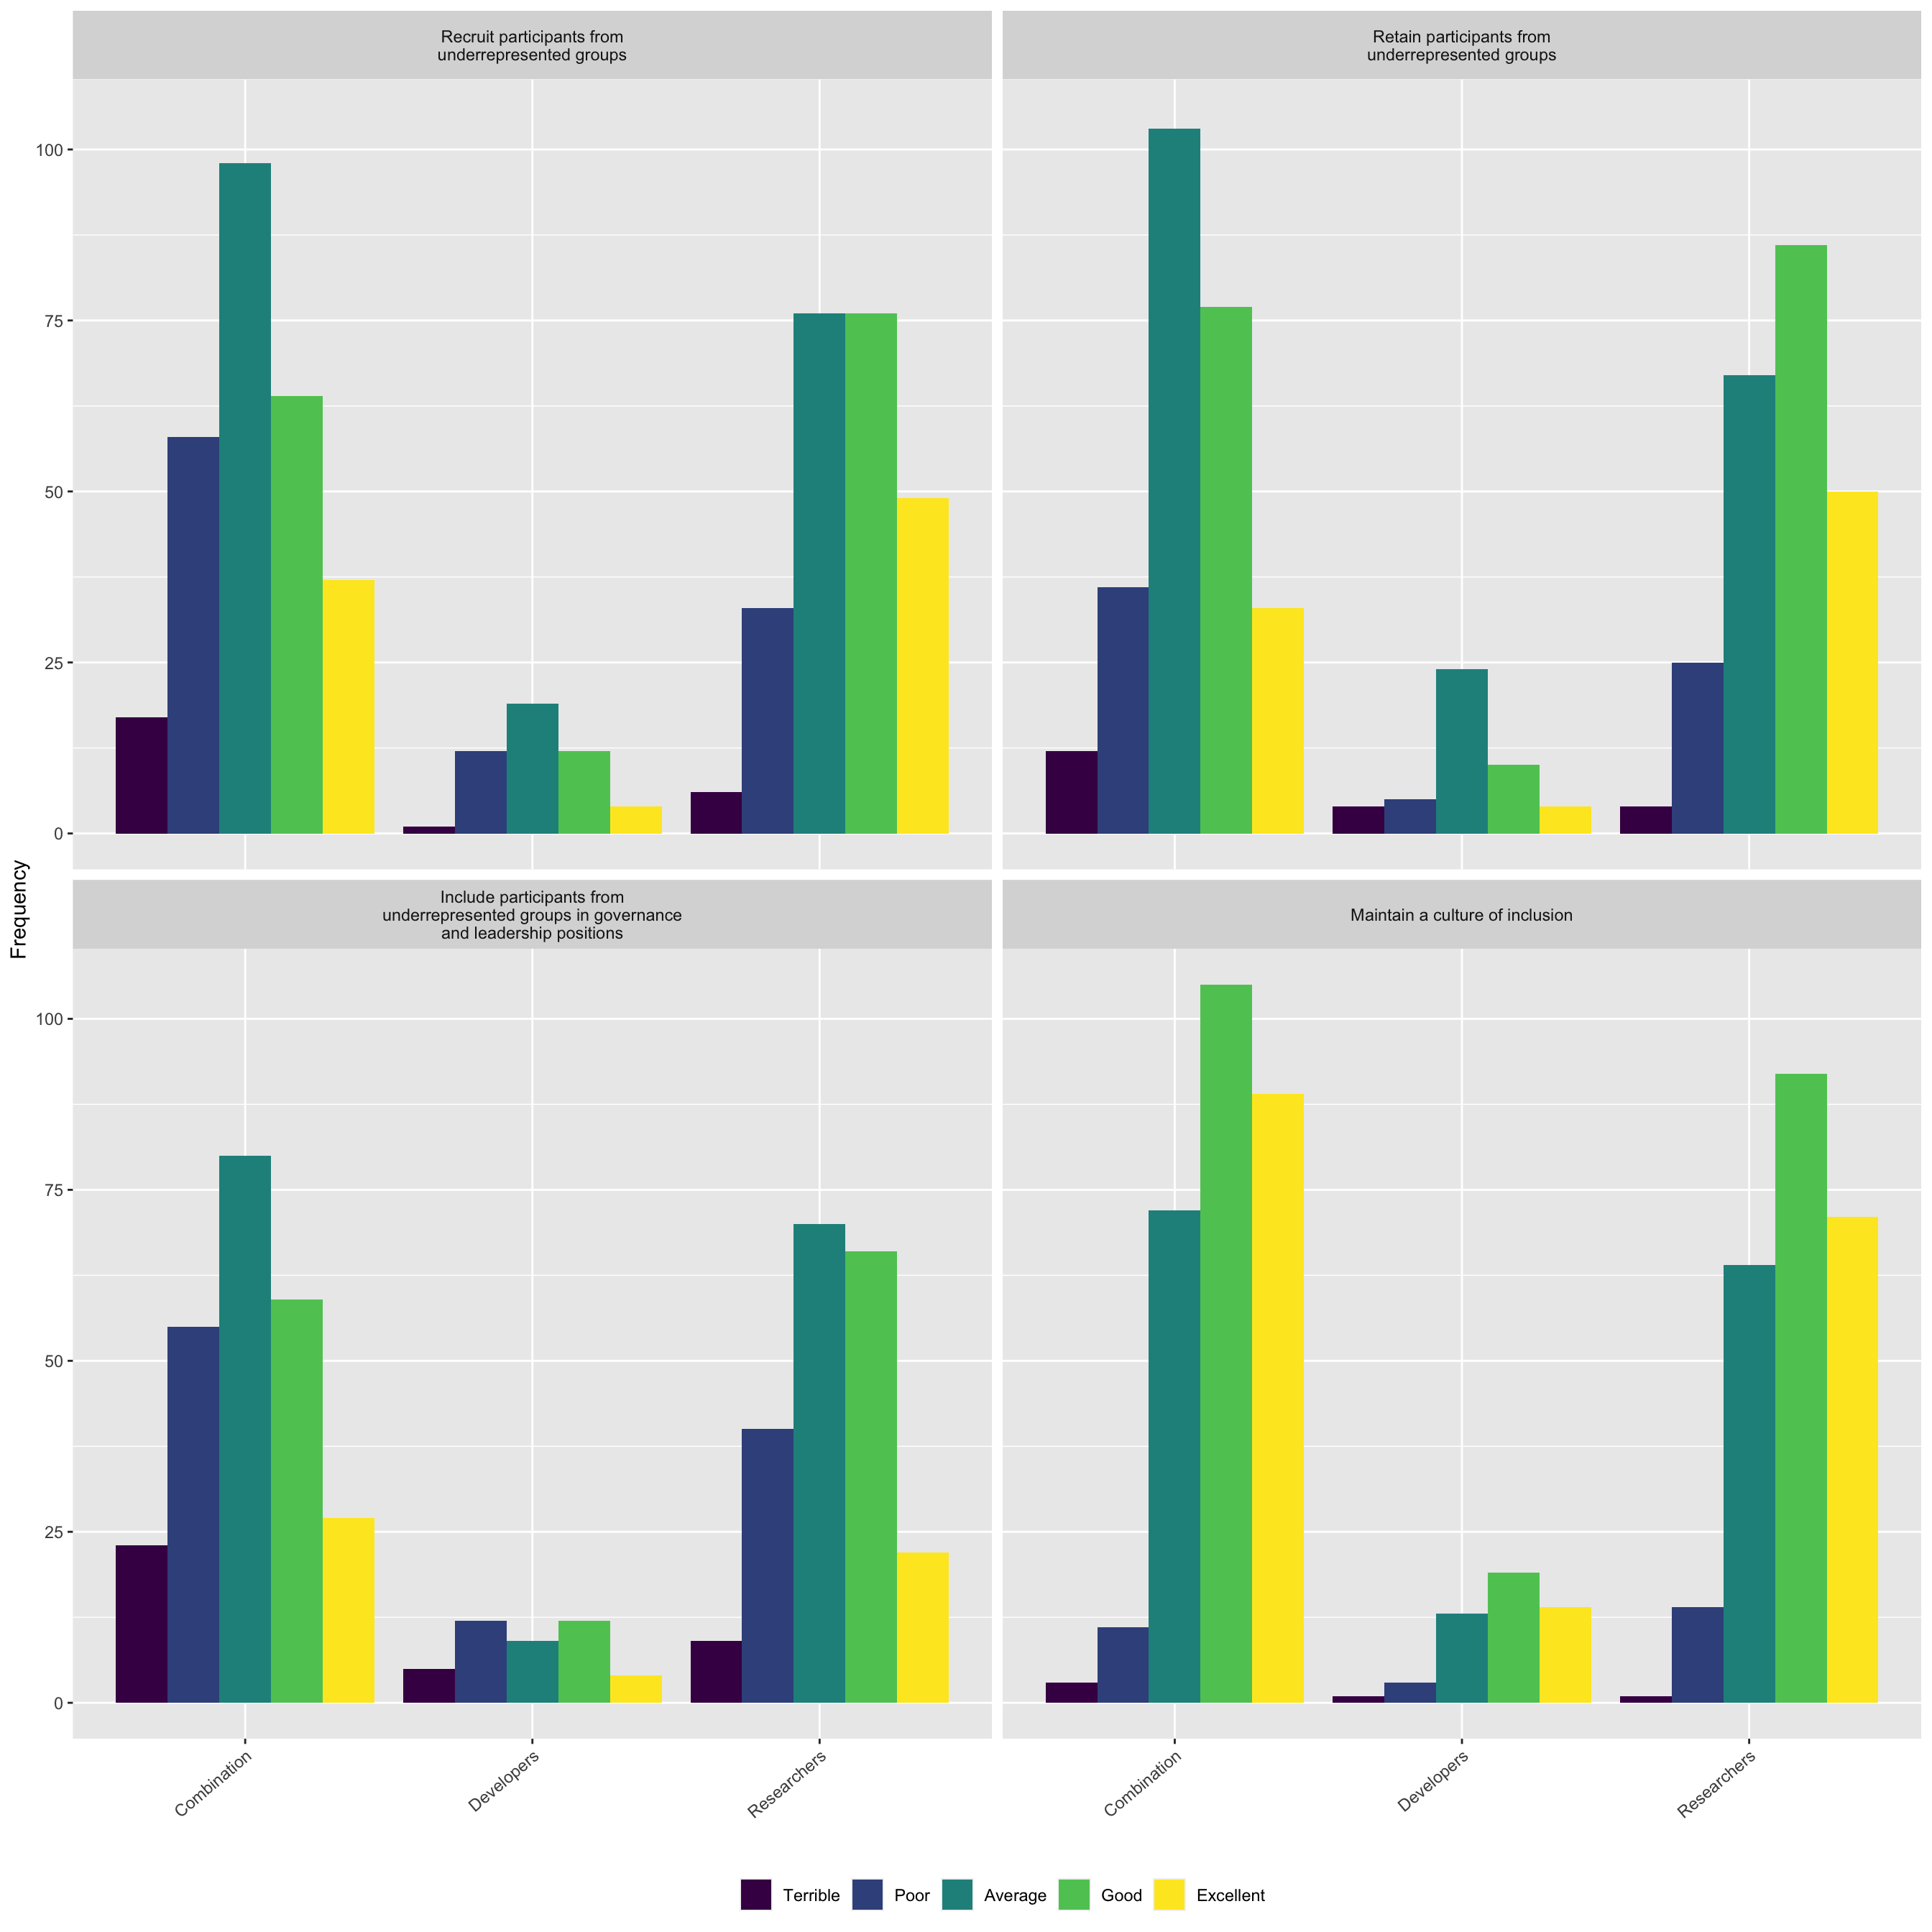 Recruit participants from
underrepresented groups
Retain participants from
underrepresented groups
100
75
50
25
0
Frequency
Include participants from
underrepresented groups in governance
and leadership positions
Maintain a culture of inclusion
100
75
50
25
0
Combination
Developers
Researchers
Combination
Developers
Researchers
Terrible
Poor
Average
Good
Excellent